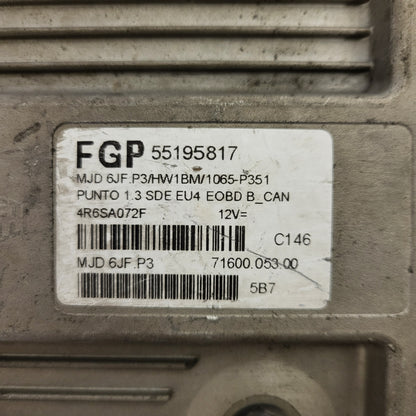 FGP 55195817
MJD 6JF.P3/HW1BM/1065-P351
PUNTO 1.3 SDE EU4 EOBD B_CAN
4R6SA072F 12V=
C146
MJD 6JF.P3 71600.053.00
5B7